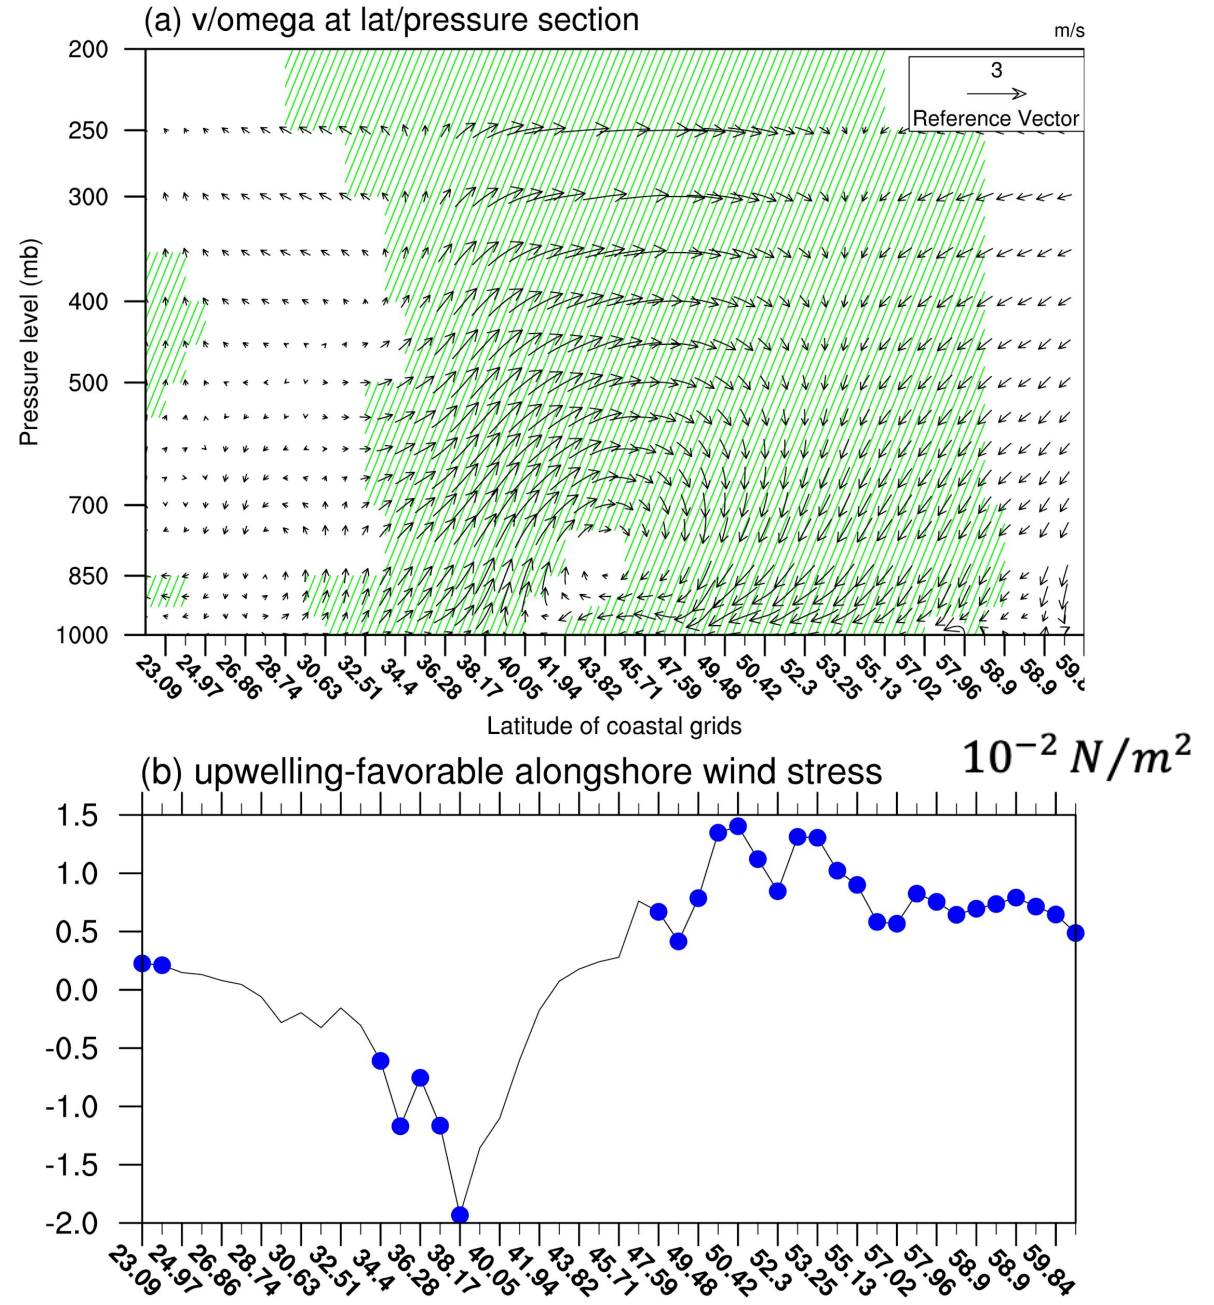 (a) v/omega at lat/pressure section
m/s
3
Reference Vector
Pressure level (mb)
200
250
300
400
500
700
850
1000
23.09 24.97 26.86 28.74 30.63 32.51 34.4 36.28 38.17 40.05 41.94 43.82 45.71 47.59 49.48 50.42 52.3 53.25 55.13 57.02 57.96 58.9 58.9
Latitude of coastal grids
10⁻² N/m²
(b) upwelling-favorable alongshore wind stress
1.5
1.0
0.5
0.0
-0.5
-1.0
-1.5
-2.0
23.09 24.97 26.86 28.74 30.63 32.51 34.4 36.28 38.17 40.05 41.94 43.82 45.71 47.59 49.48 50.42 52.3 53.25 55.13 57.02 57.96 58.9 58.9 59.84